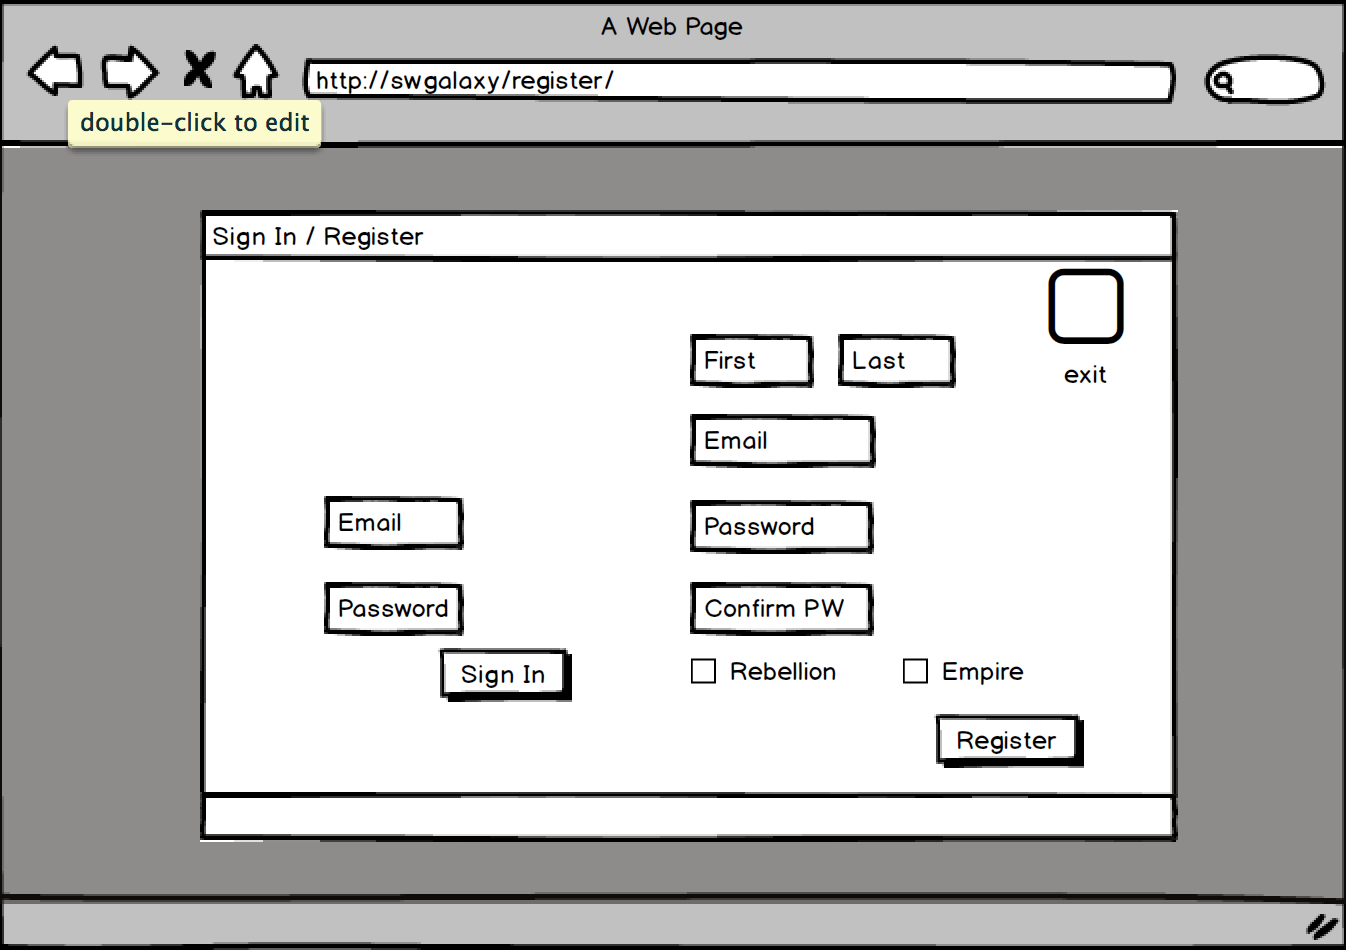 A Web Page
http://swgalaxy/register/
double-click to edit
Sign In / Register
First Last
exit
Email
Email
Password
Password
Confirm PW
Sign In
Rebellion Empire
Register